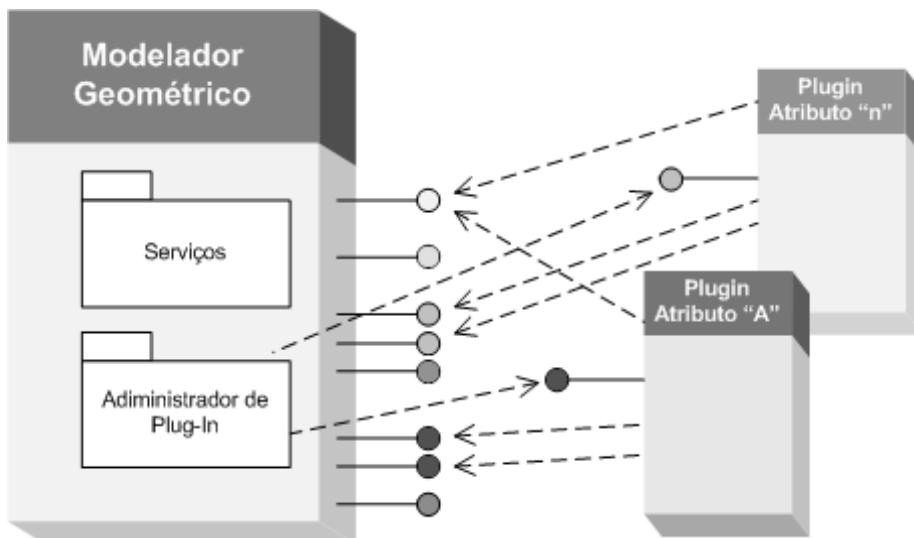 Modelador
Geométrico
Serviços
Adiministrador de
Plug-In
Plugin
Atributo “n”
Plugin
Atributo “A”